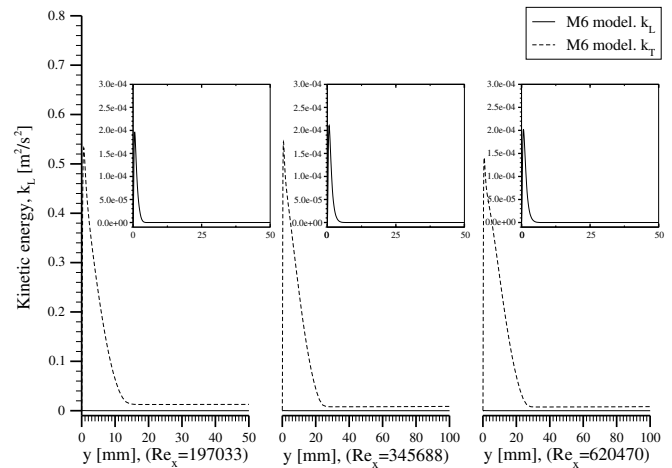 M6 model. k_L
M6 model. k_T
Kinetic energy, k_L [m²/s²]
0.8
0.7
0.6
0.5
0.4
0.3
0.2
0.1
0
3.0e-04
2.5e-04
2.0e-04
1.5e-04
1.0e-04
5.0e-05
0.0e+00
0 25 50
3.0e-04
2.5e-04
2.0e-04
1.5e-04
1.0e-04
5.0e-05
0.0e+00
0 25 50
3.0e-04
2.5e-04
2.0e-04
1.5e-04
1.0e-04
5.0e-05
0.0e+00
0 25 50
0 10 20 30 40 50
0 20 40 60 80 100
0 20 40 60 80 100
y [mm], (Re_x=197033)
y [mm], (Re_x=345688)
y [mm], (Re_x=620470)